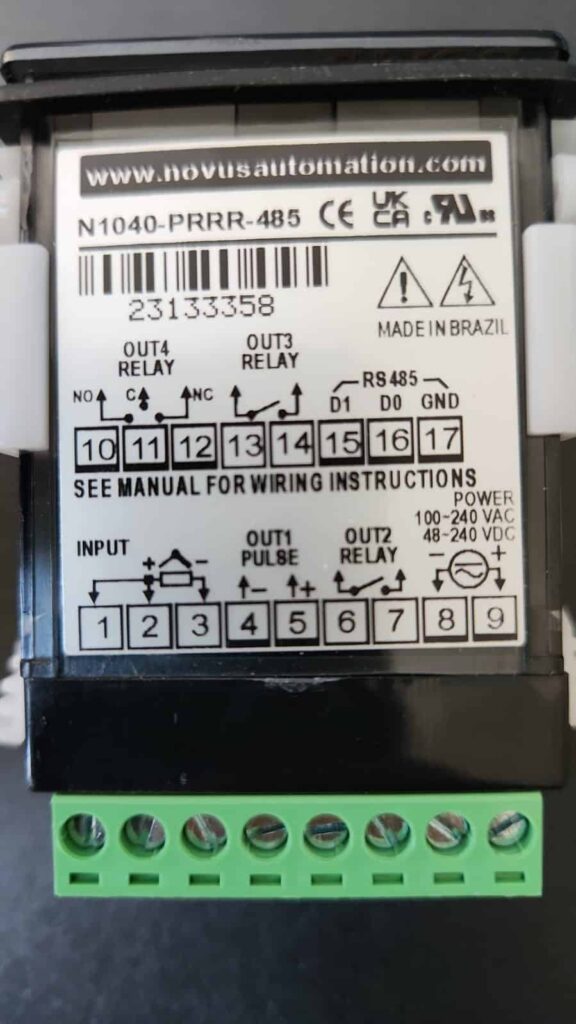 www.novusautomation.com
N1040-PRRR-485 CE UK CA c RU us
23133358
MADE IN BRAZIL
OUT4 RELAY
OUT3 RELAY
RS485
NO C NC D1 D0 GND
10 11 12 13 14 15 16 17
SEE MANUAL FOR WIRING INSTRUCTIONS
POWER
100~240 VAC
48-240 VDC
INPUT
OUT1 PULSE
OUT2 RELAY
+ - - + - +
1 2 3 4 5 6 7 8 9